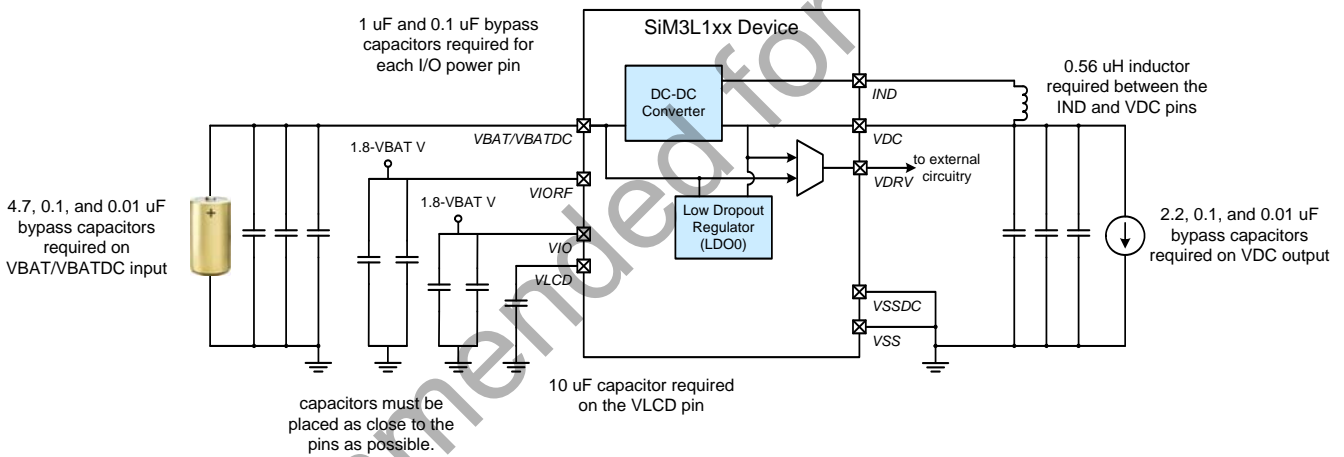 1 uF and 0.1 uF bypass
capacitors required for
each I/O power pin
SiM3L1xx Device
DC-DC
Converter
IND
0.56 uH inductor
required between the
IND and VDC pins
VBAT/VBATDC
VDC
1.8-VBAT V
VIORF
VDRV
to external
circuitry
4.7, 0.1, and 0.01 uF
bypass capacitors
required on
VBAT/VBATDC input
+
1.8-VBAT V
VIO
VLCD
Low Dropout
Regulator
(LDO0)
2.2, 0.1, and 0.01 uF
bypass capacitors
required on VDC output
VSSDC
VSS
10 uF capacitor required
on the VLCD pin
capacitors must be
placed as close to the
pins as possible.
mended for